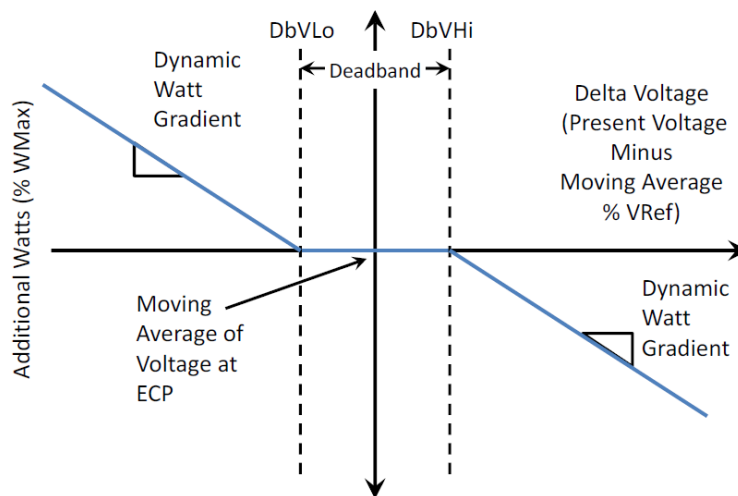 DbVLo
DbVHi
Deadband
Dynamic
Watt
Gradient
Delta Voltage
(Present Voltage
Minus
Moving Average
% VRef)
Additional Watts (% WMax)
Moving
Average of
Voltage at
ECP
Dynamic
Watt
Gradient